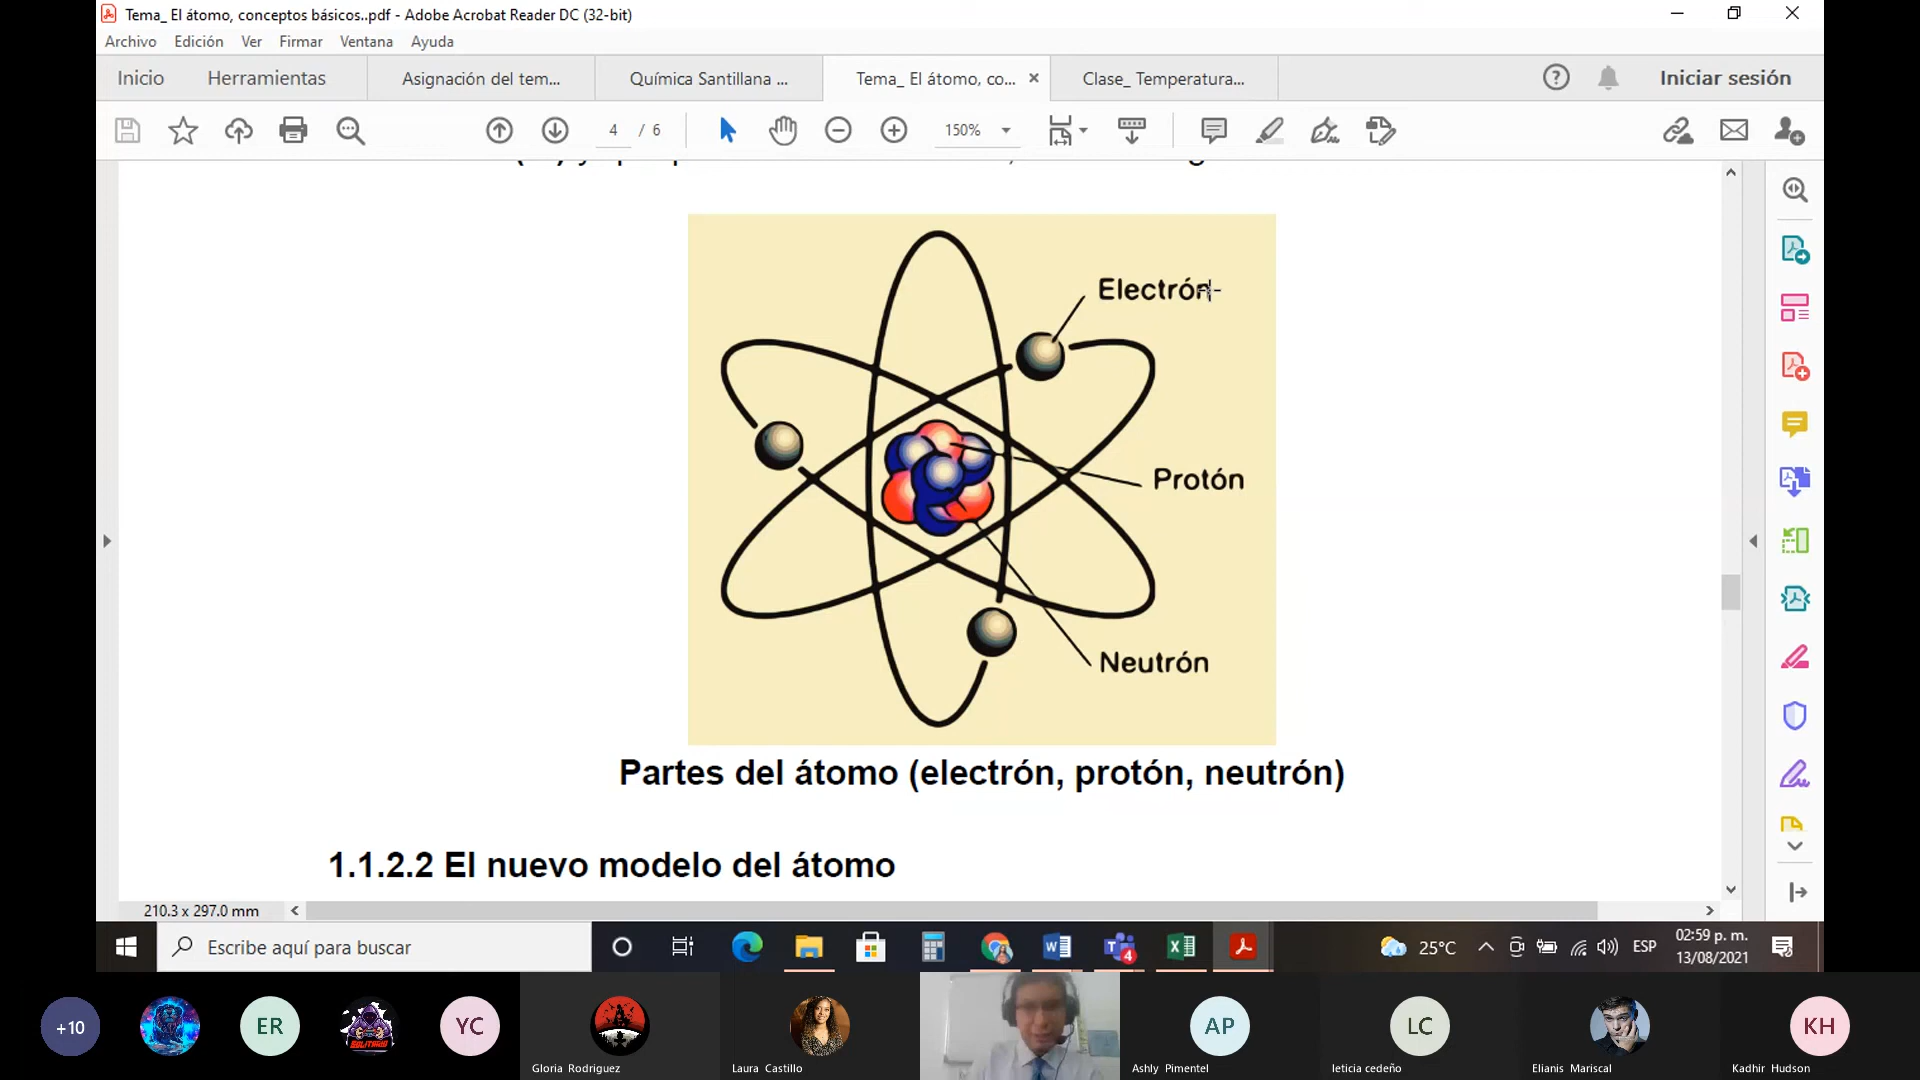 Tema_ El átomo, conceptos básicos..pdf - Adobe Acrobat Reader DC (32-bit)
Archivo Edición Ver Firmar Ventana Ayuda
Inicio Herramientas Asignación del tem... Química Santillana ... Tema_ El átomo, co... Clase_ Temperatura... Iniciar sesión
4 / 6 150%
Electrón
Protón
Neutrón
Partes del átomo (electrón, protón, neutrón)
1.1.2.2 El nuevo modelo del átomo
210.3 x 297.0 mm
Escribe aquí para buscar
4
25°C
ESP
02:59 p. m.
13/08/2021
+10
ER
SOLITARIO
YC
AP
LC
KH
Gloria Rodriguez
Laura Castillo
Ashly Pimentel
leticia cedeño
Elianis Mariscal
Kadhir Hudson